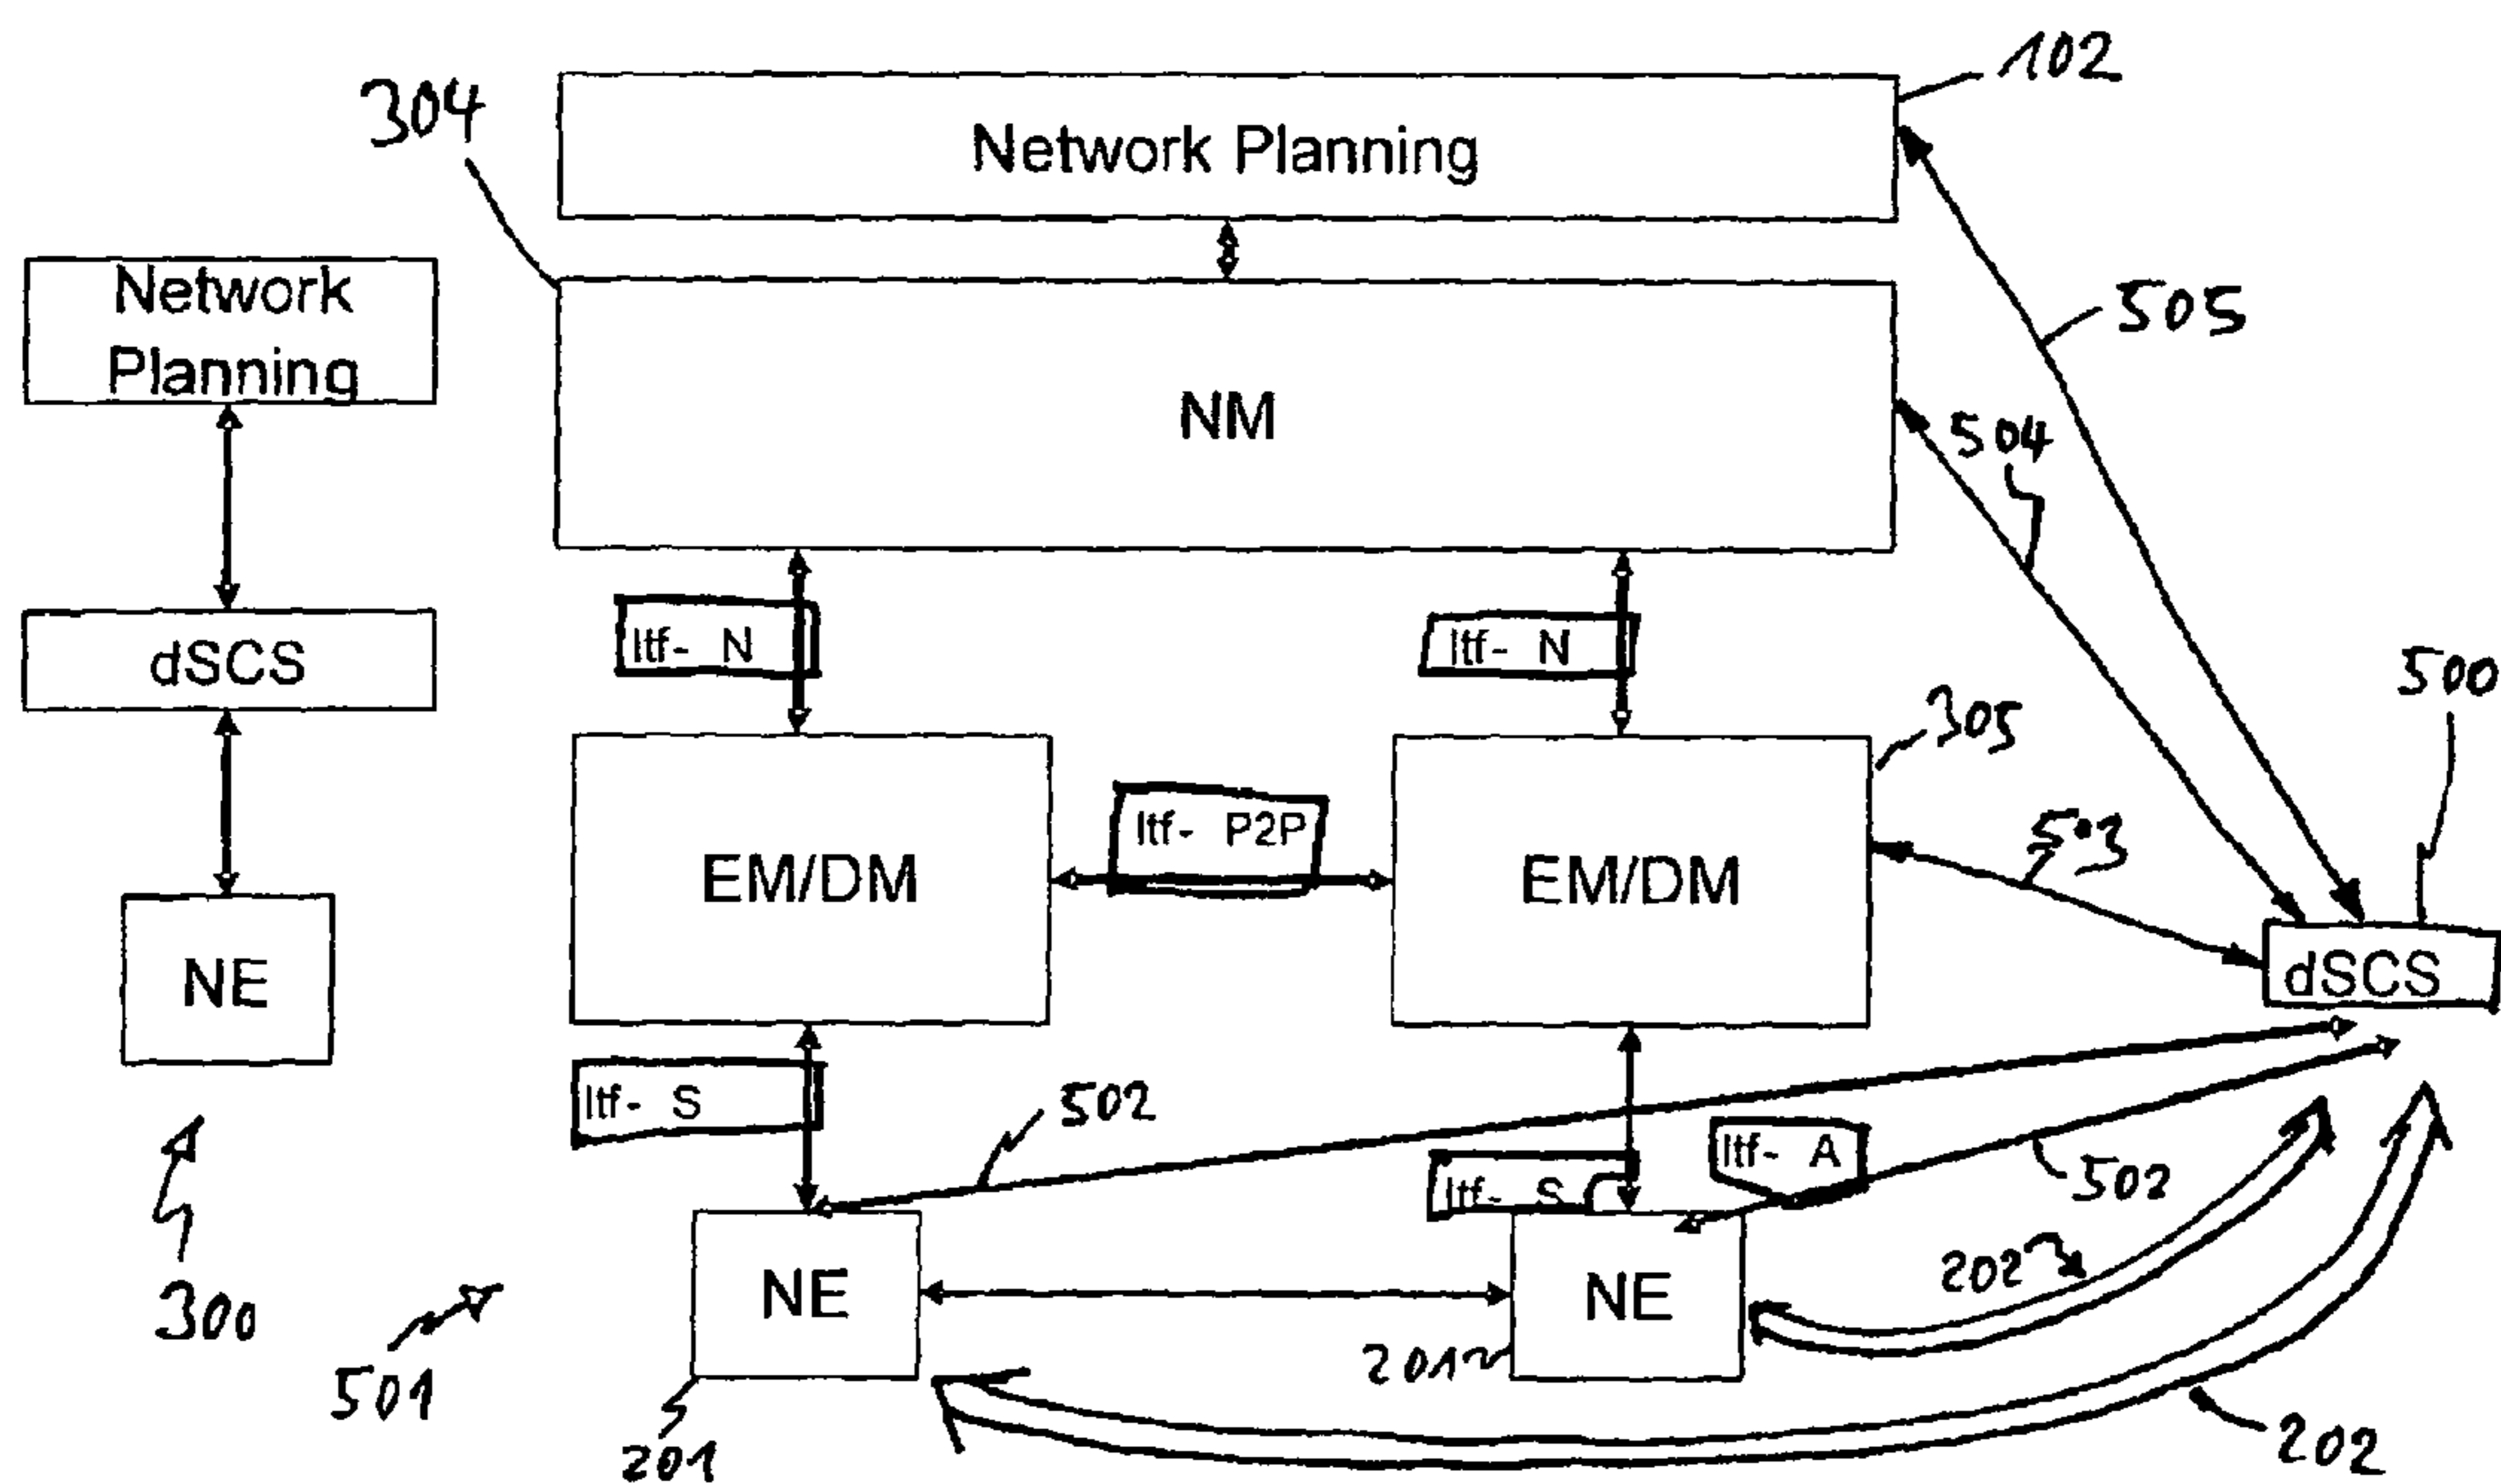 102
304
Network Planning
Network
Planning
505
NM
504
Itf- N
Itf- N
dSCS
500
305
Itf- P2P
503
EM/DM
EM/DM
dSCS
NE
Itf- S
502
Itf- A
Itf- S
502
202
NE
NE
300
501
201
201
202